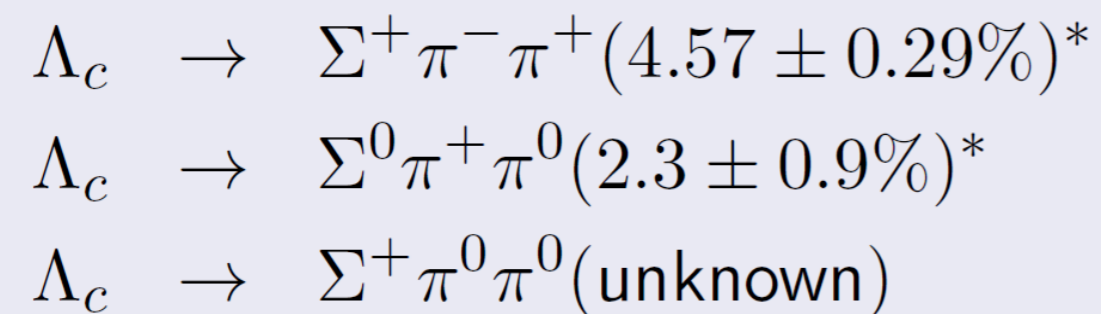 Λc → Σ⁺π⁻π⁺(4.57 ± 0.29%)*
Λc → Σ⁰π⁺π⁰(2.3 ± 0.9%)*
Λc → Σ⁺π⁰π⁰(unknown)